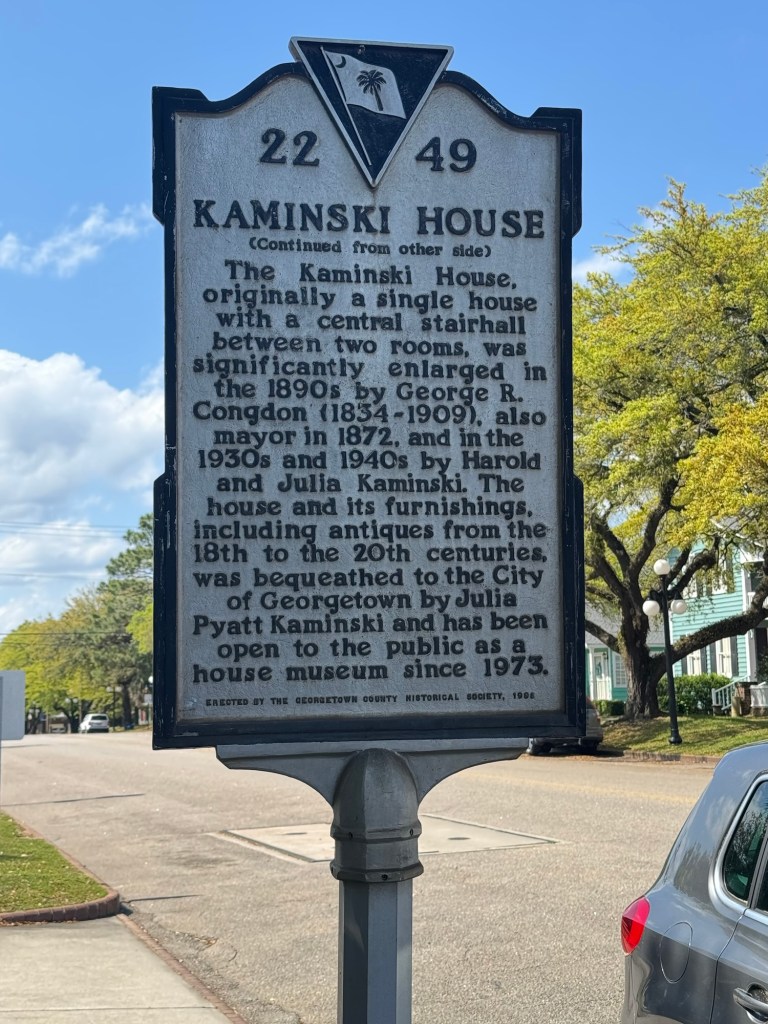 22 49
KAMINSKI HOUSE
(Continued from other side)
The Kaminski House,
originally a single house
with a central stairhall
between two rooms, was
significantly enlarged in
the 1890s by George R.
Congdon (1834-1909), also
mayor in 1872, and in the
1930s and 1940s by Harold
and Julia Kaminski. The
house and its furnishings,
including antiques from the
18th to the 20th centuries,
was bequeathed to the City
of Georgetown by Julia
Pyatt Kaminski and has been
open to the public as a
house museum since 1973.
ERECTED BY THE GEORGETOWN COUNTY HISTORICAL SOCIETY,